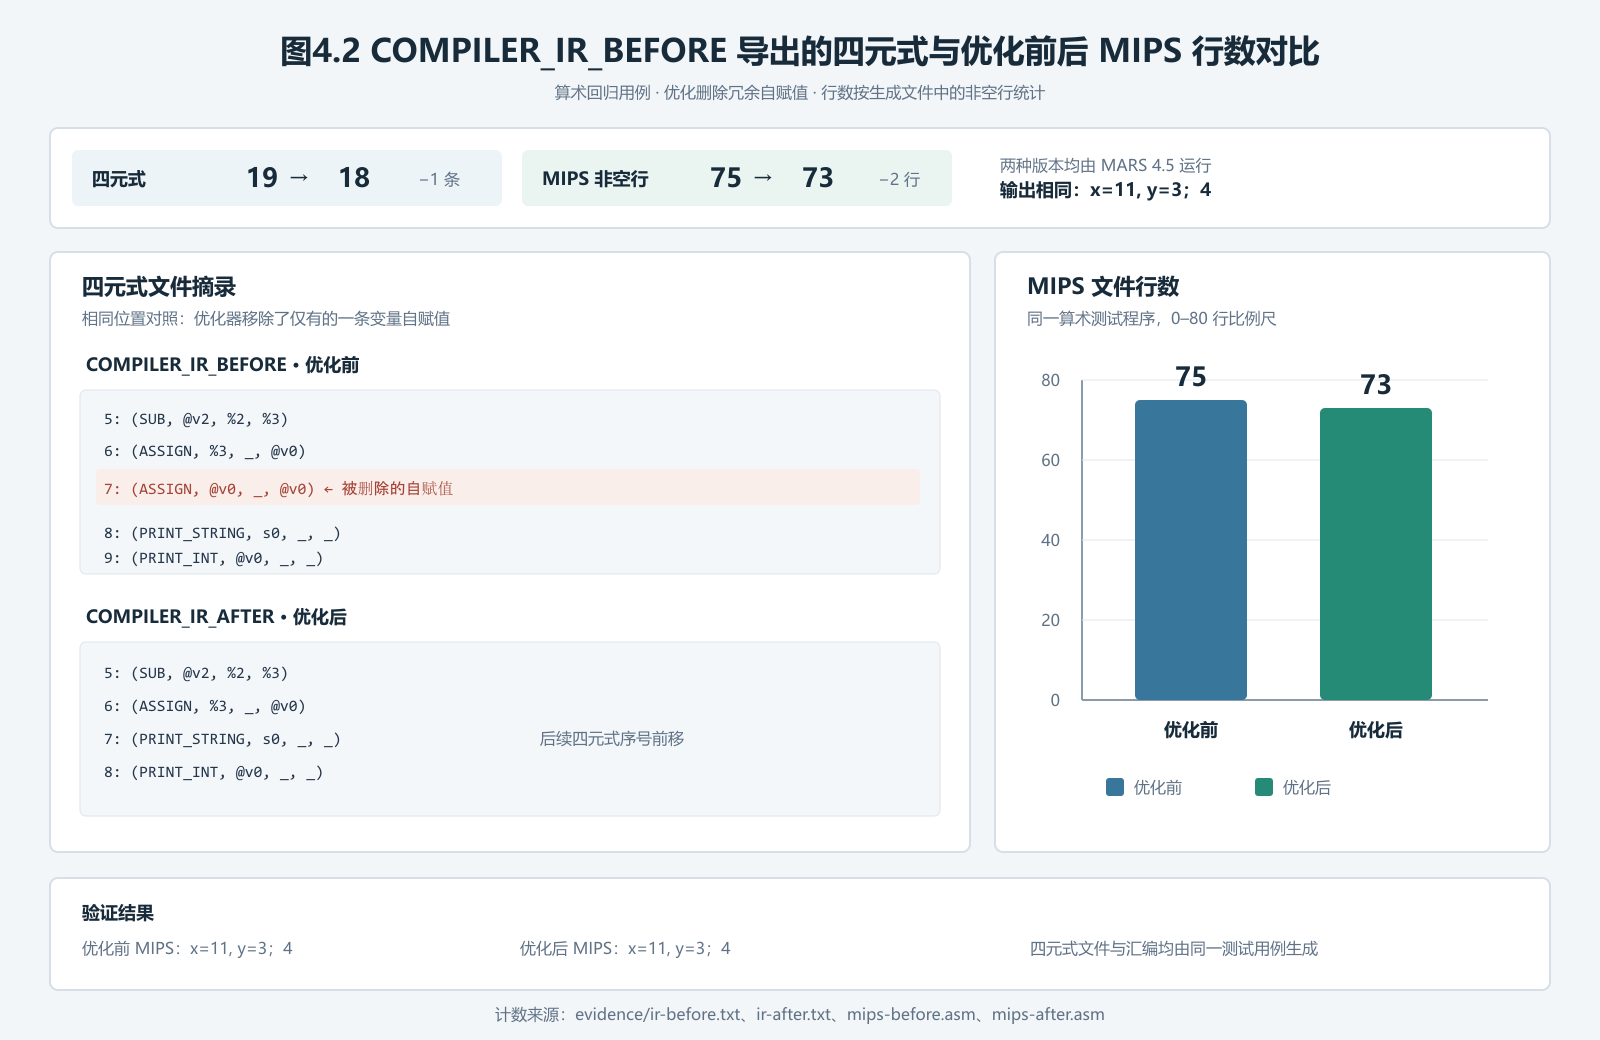 图4.2 COMPILER_IR_BEFORE 导出的四元式与优化前后 MIPS 行数对比
算术回归用例 · 优化删除冗余自赋值 · 行数按生成文件中的非空行统计
四元式 19 → 18 −1 条
MIPS 非空行 75 → 73 −2 行
两种版本均由 MARS 4.5 运行
输出相同：x=11, y=3；4
四元式文件摘录
相同位置对照：优化器移除了仅有的一条变量自赋值
COMPILER_IR_BEFORE • 优化前
5: (SUB, @v2, %2, %3)
6: (ASSIGN, %3, _, @v0)
7: (ASSIGN, @v0, _, @v0) ← 被删除的自赋值
8: (PRINT_STRING, s0, _, _)
9: (PRINT_INT, @v0, _, _)
COMPILER_IR_AFTER • 优化后
5: (SUB, @v2, %2, %3)
6: (ASSIGN, %3, _, @v0)
7: (PRINT_STRING, s0, _, _)
8: (PRINT_INT, @v0, _, _)
后续四元式序号前移
MIPS 文件行数
同一算术测试程序，0–80 行比例尺
80
60
40
20
0
75
73
优化前
优化后
优化前
优化后
验证结果
优化前 MIPS：x=11, y=3；4
优化后 MIPS：x=11, y=3；4
四元式文件与汇编均由同一测试用例生成
计数来源：evidence/ir-before.txt、ir-after.txt、mips-before.asm、mips-after.asm